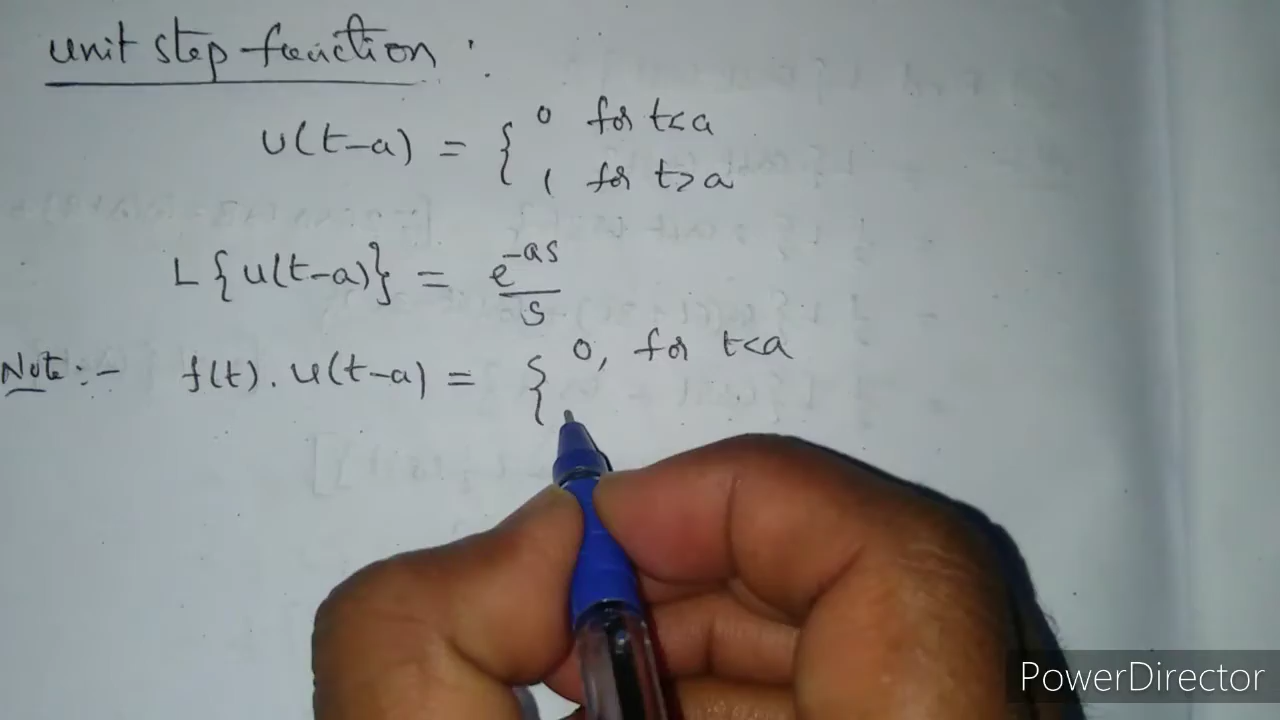 unit step function :
u(t-a) = { 0 for t<a
1 for t>a
L{u(t-a)} = e^{-as}/s
Note:- f(t).u(t-a) = { 0, for t<a
PowerDirector